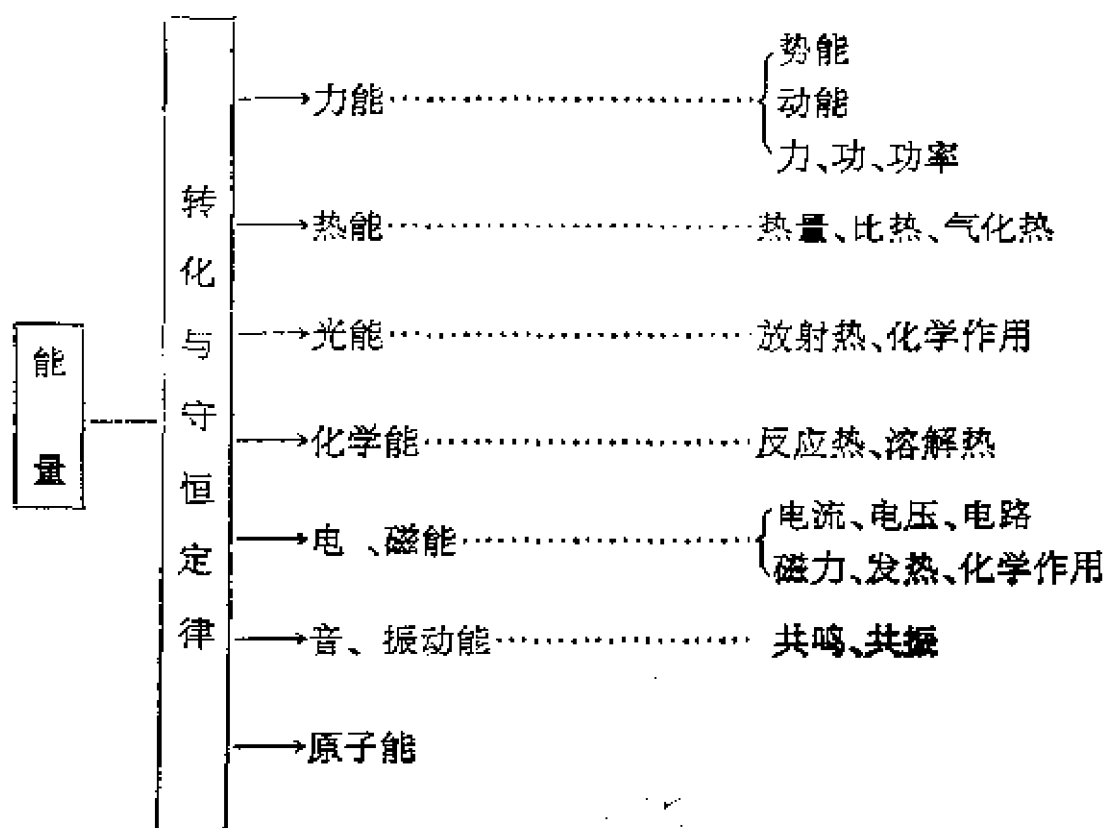 能量
转化与守恒定律
力能
势能
动能
力、功、功率
热能
热量、比热、气化热
光能
放射热、化学作用
化学能
反应热、溶解热
电、磁能
电流、电压、电路
磁力、发热、化学作用
音、振动能
共鸣、共振
原子能